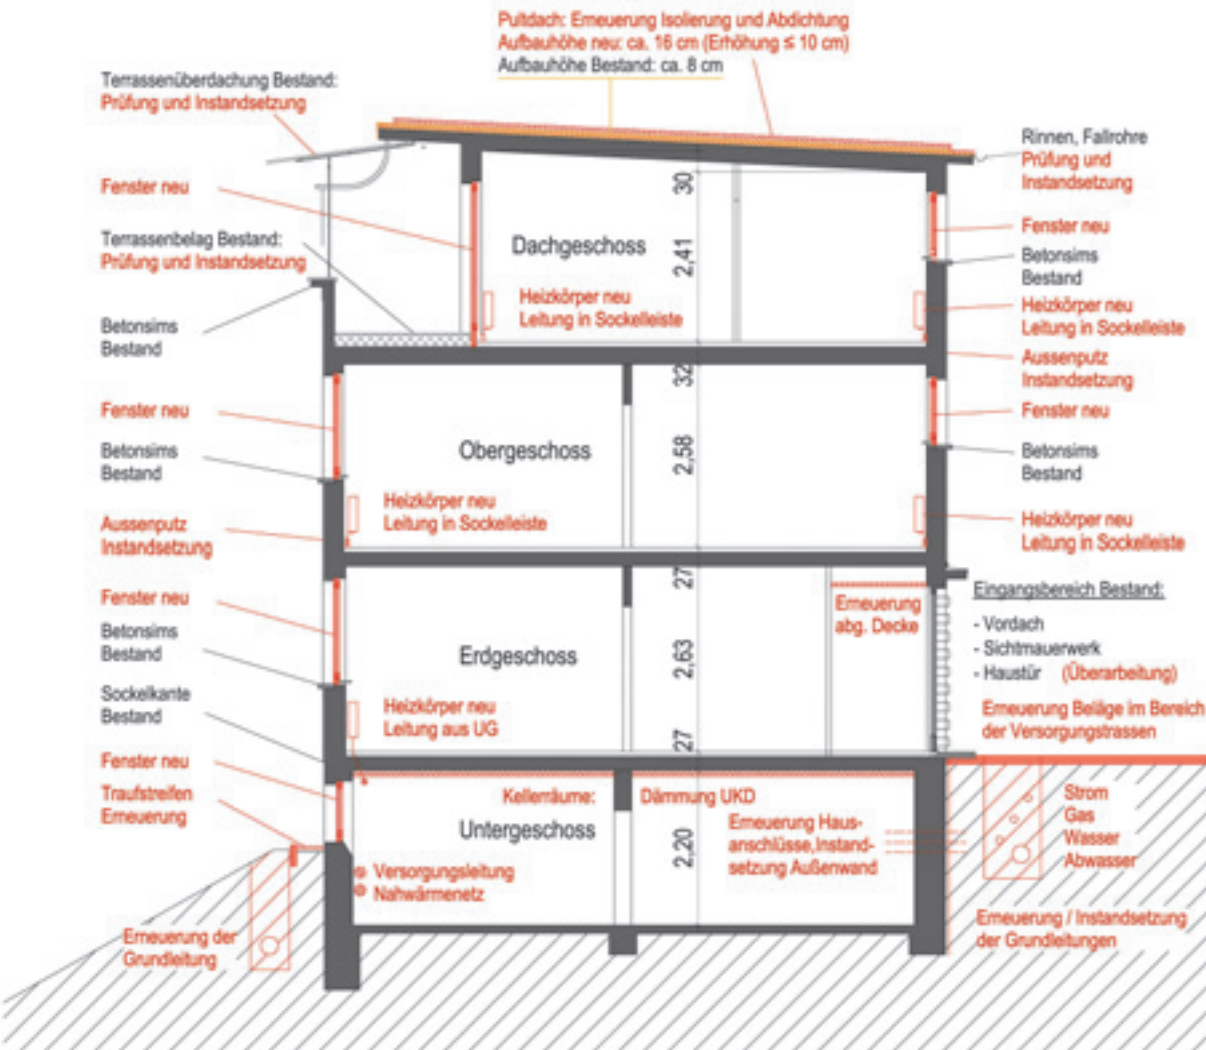 Pultdach: Erneuerung Isolierung und Abdichtung
Aufbauhöhe neu: ca. 16 cm (Erhöhung ≤ 10 cm)
Aufbauhöhe Bestand: ca. 8 cm
Terrassenüberdachung Bestand:
Prüfung und Instandsetzung
Fenster neu
Terrassenbelag Bestand:
Prüfung und Instandsetzung
Betonsims
Bestand
Fenster neu
Betonsims
Bestand
Aussenputz
Instandsetzung
Fenster neu
Betonsims
Bestand
Sockelkante
Bestand
Fenster neu
Traufstreifen
Erneuerung
Erneuerung der
Grundleitung
Dachgeschoss
Heizkörper neu
Leitung in Sockelleiste
30
2,41
32
Obergeschoss
2,58
Heizkörper neu
Leitung in Sockelleiste
27
Erneuerung
abg. Decke
Erdgeschoss
2,63
Heizkörper neu
Leitung aus UG
27
Kellerräume:
Dämmung UKD
Untergeschoss
2,20
Erneuerung Haus-
anschlüsse,Instand-
setzung Außenwand
Versorgungsleitung
Nahwärmenetz
Rinnen, Fallrohre
Prüfung und
Instandsetzung
Fenster neu
Betonsims
Bestand
Heizkörper neu
Leitung in Sockelleiste
Aussenputz
Instandsetzung
Fenster neu
Betonsims
Bestand
Heizkörper neu
Leitung in Sockelleiste
Eingangsbereich Bestand:
- Vordach
- Sichtmauerwerk
- Haustür (Überarbeitung)
Erneuerung Beläge im Bereich
der Versorgungstrassen
Strom
Gas
Wasser
Abwasser
Erneuerung / Instandsetzung
der Grundleitungen